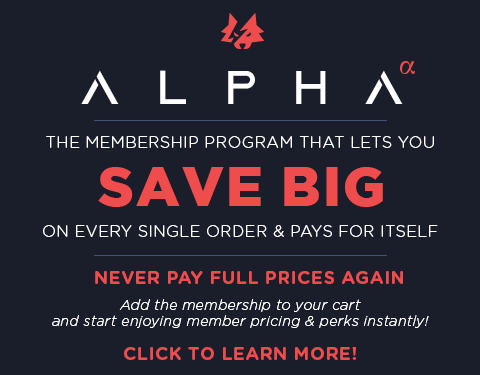 ALPHA α
THE MEMBERSHIP PROGRAM THAT LETS YOU
SAVE BIG
ON EVERY SINGLE ORDER & PAYS FOR ITSELF
NEVER PAY FULL PRICES AGAIN
Add the membership to your cart
and start enjoying member pricing & perks instantly!
CLICK TO LEARN MORE!